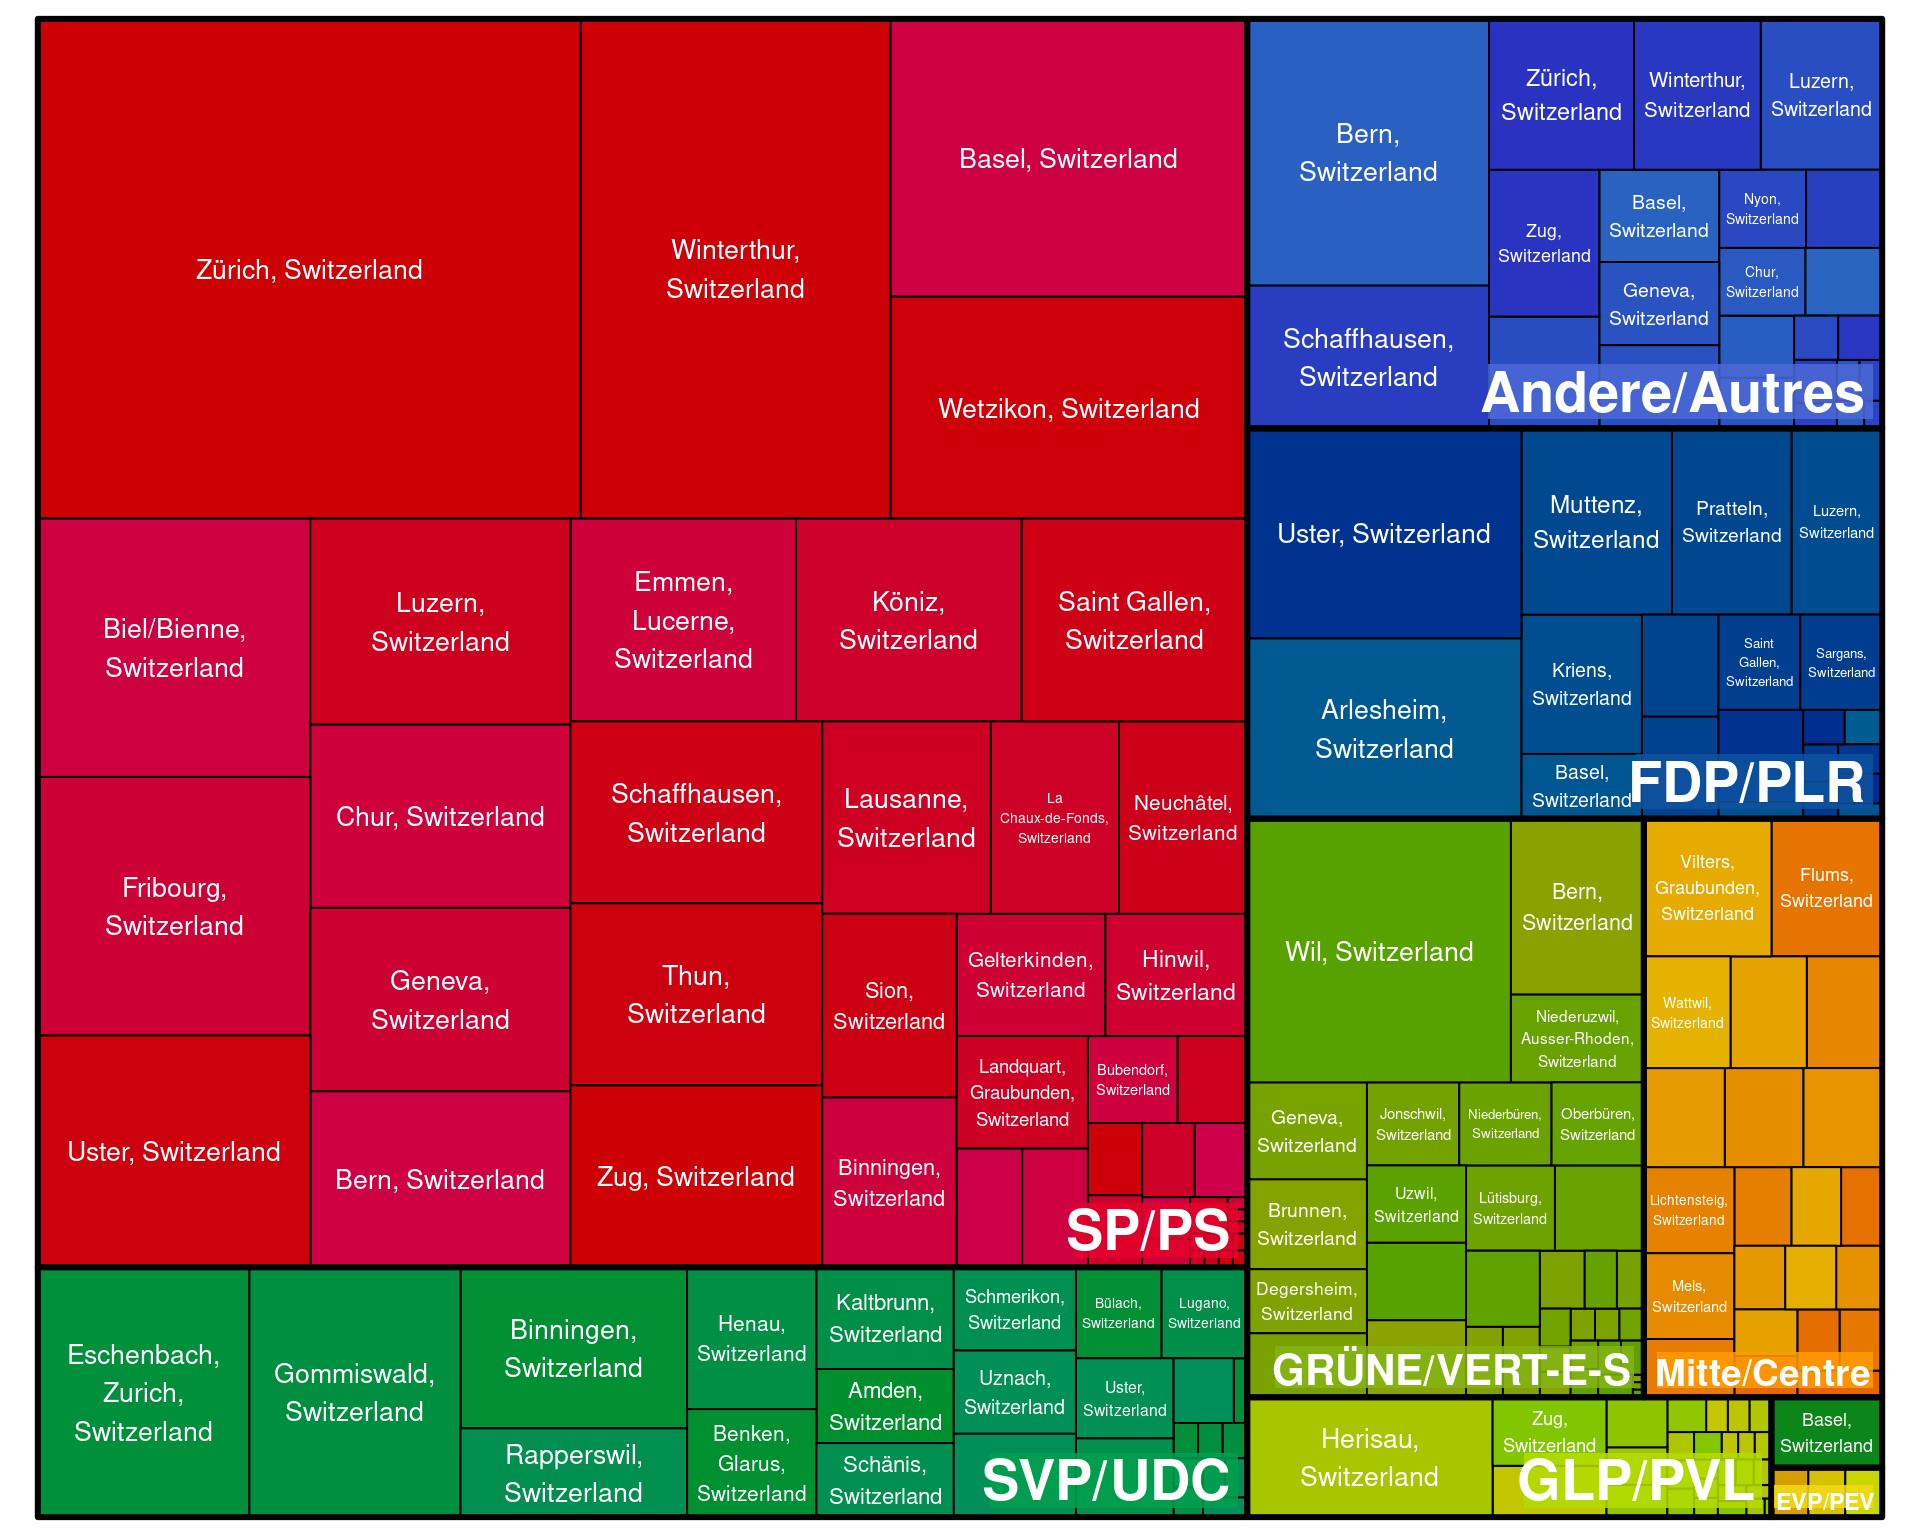 Zürich, Switzerland
Winterthur,
Switzerland
Basel, Switzerland
Wetzikon, Switzerland
Biel/Bienne,
Switzerland
Fribourg,
Switzerland
Uster, Switzerland
Luzern,
Switzerland
Chur, Switzerland
Geneva,
Switzerland
Bern, Switzerland
Emmen,
Lucerne,
Switzerland
Köniz,
Switzerland
Saint Gallen,
Switzerland
Schaffhausen,
Switzerland
Thun,
Switzerland
Zug, Switzerland
Lausanne,
Switzerland
La
Chaux-de-Fonds,
Switzerland
Neuchâtel,
Switzerland
Sion,
Switzerland
Binningen,
Switzerland
Gelterkinden,
Switzerland
Hinwil,
Switzerland
Landquart,
Graubunden,
Switzerland
Bubendorf,
Switzerland
SP/PS
Eschenbach,
Zurich,
Switzerland
Gommiswald,
Switzerland
Binningen,
Switzerland
Rapperswil,
Switzerland
Henau,
Switzerland
Benken,
Glarus,
Switzerland
Kaltbrunn,
Switzerland
Amden,
Switzerland
Schänis,
Switzerland
Schmerikon,
Switzerland
Uznach,
Switzerland
Bülach,
Switzerland
Lugano,
Switzerland
Uster,
Switzerland
SVP/UDC
Bern,
Switzerland
Schaffhausen,
Switzerland
Zürich,
Switzerland
Winterthur,
Switzerland
Luzern,
Switzerland
Zug,
Switzerland
Basel,
Switzerland
Geneva,
Switzerland
Nyon,
Switzerland
Chur,
Switzerland
Andere/Autres
Uster, Switzerland
Arlesheim,
Switzerland
Muttenz,
Switzerland
Pratteln,
Switzerland
Luzern,
Switzerland
Kriens,
Switzerland
Basel,
Switzerland
Saint
Gallen,
Switzerland
Sargans,
Switzerland
FDP/PLR
Wil, Switzerland
Bern,
Switzerland
Niederuzwil,
Ausser-Rhoden,
Switzerland
Geneva,
Switzerland
Brunnen,
Switzerland
Degersheim,
Switzerland
Jonschwil,
Switzerland
Niederbüren,
Switzerland
Oberbüren,
Switzerland
Uzwil,
Switzerland
Lütisburg,
Switzerland
GRÜNE/VERT-E-S
Vilters,
Graubunden,
Switzerland
Flums,
Switzerland
Wattwil,
Switzerland
Lichtensteig,
Switzerland
Mels,
Switzerland
Mitte/Centre
Herisau,
Switzerland
Zug,
Switzerland
GLP/PVL
Basel,
Switzerland
EVP/PEV